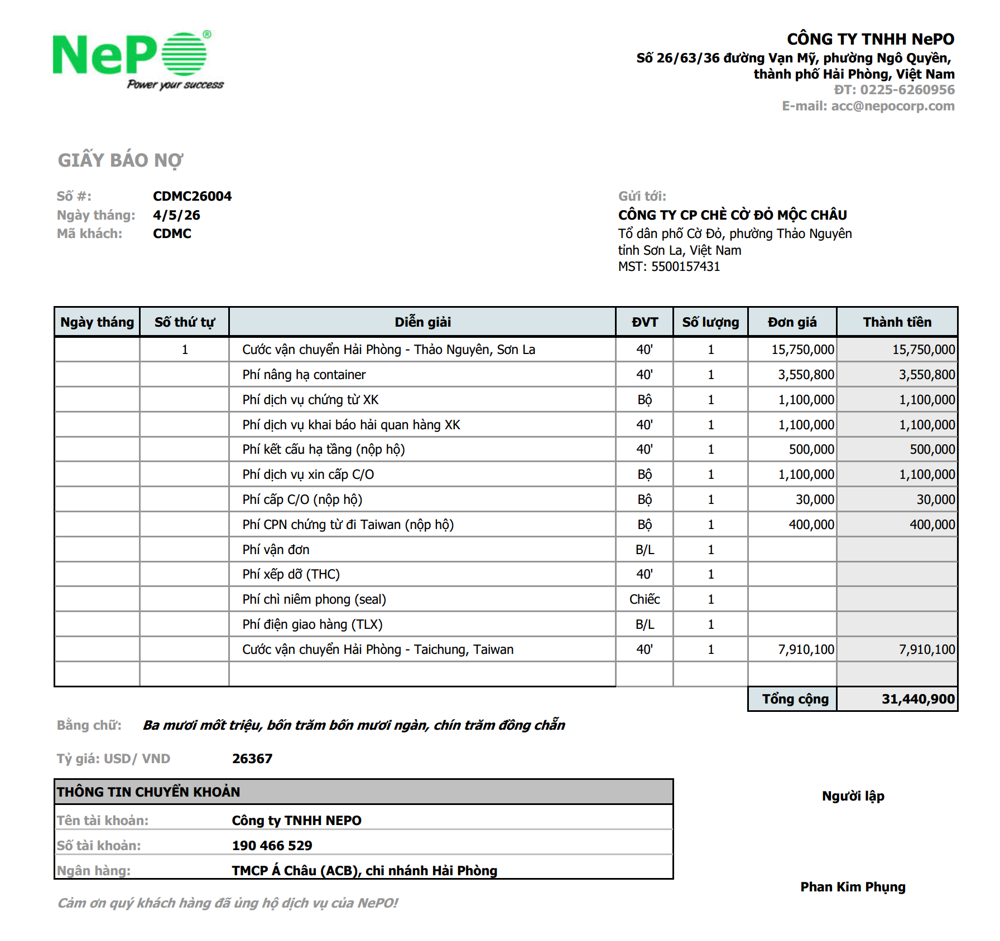 NePO®
Power your success
CÔNG TY TNHH NePO
Số 26/63/36 đường Vạn Mỹ, phường Ngô Quyền,
thành phố Hải Phòng, Việt Nam
ĐT: 0225-6260956
E-mail: acc@nepocorp.com
GIẤY BÁO NỢ
Số #: CDMC26004
Ngày tháng: 4/5/26
Mã khách: CDMC
Gửi tới:
CÔNG TY CP CHÈ CỜ ĐỎ MỘC CHÂU
Tổ dân phố Cờ Đỏ, phường Thảo Nguyên
tỉnh Sơn La, Việt Nam
MST: 5500157431
Ngày tháng Số thứ tự Diễn giải ĐVT Số lượng Đơn giá Thành tiền
1 Cước vận chuyển Hải Phòng - Thảo Nguyên, Sơn La 40' 1 15,750,000 15,750,000
Phí nâng hạ container 40' 1 3,550,800 3,550,800
Phí dịch vụ chứng từ XK Bộ 1 1,100,000 1,100,000
Phí dịch vụ khai báo hải quan hàng XK 40' 1 1,100,000 1,100,000
Phí kết cấu hạ tầng (nộp hộ) 40' 1 500,000 500,000
Phí dịch vụ xin cấp C/O Bộ 1 1,100,000 1,100,000
Phí cấp C/O (nộp hộ) Bộ 1 30,000 30,000
Phí CPN chứng từ đi Taiwan (nộp hộ) Bộ 1 400,000 400,000
Phí vận đơn B/L 1
Phí xếp dỡ (THC) 40' 1
Phí chì niêm phong (seal) Chiếc 1
Phí điện giao hàng (TLX) B/L 1
Cước vận chuyển Hải Phòng - Taichung, Taiwan 40' 1 7,910,100 7,910,100
Tổng cộng 31,440,900
Bằng chữ: Ba mươi mốt triệu, bốn trăm bốn mươi ngàn, chín trăm đồng chẵn
Tỷ giá: USD/ VND 26367
THÔNG TIN CHUYỂN KHOẢN
Tên tài khoản: Công ty TNHH NEPO
Số tài khoản: 190 466 529
Ngân hàng: TMCP Á Châu (ACB), chi nhánh Hải Phòng
Người lập
Phan Kim Phụng
Cảm ơn quý khách hàng đã ủng hộ dịch vụ của NePO!